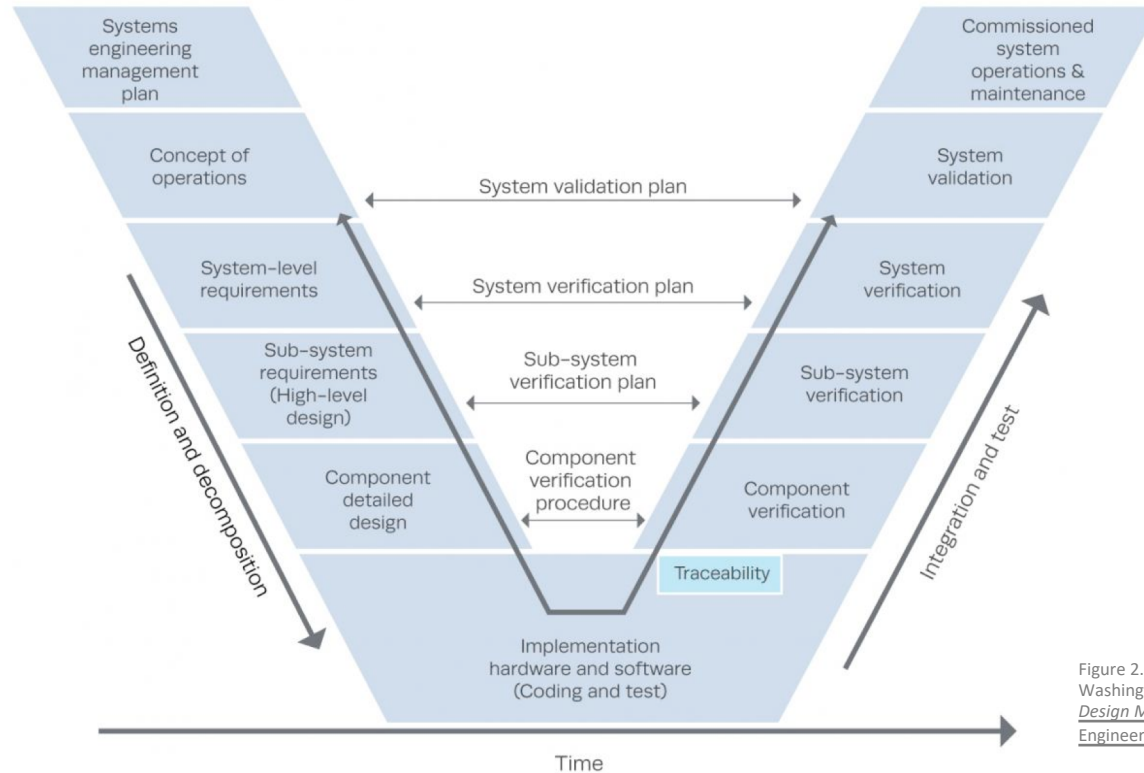 Systems
engineering
management
plan
Commissioned
system
operations &
maintenance
Concept of
operations
System validation plan
System
validation
System-level
requirements
System verification plan
System
verification
Sub-system
requirements
(High-level
design)
Sub-system
verification plan
Sub-system
verification
Component
detailed
design
Component
verification
procedure
Component
verification
Definition and decomposition
Integration and test
Traceability
Implementation
hardware and software
(Coding and test)
Time
Figure 2.
Washing
Design M
Engineer